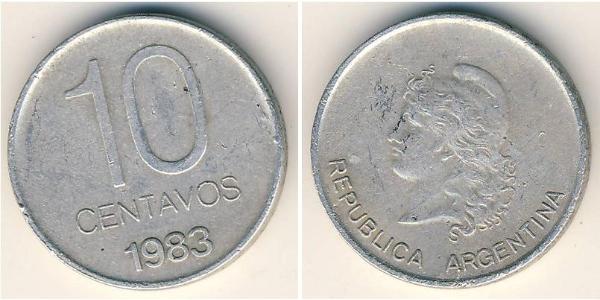 10
CENTAVOS
1983
REPUBLICA ARGENTINA